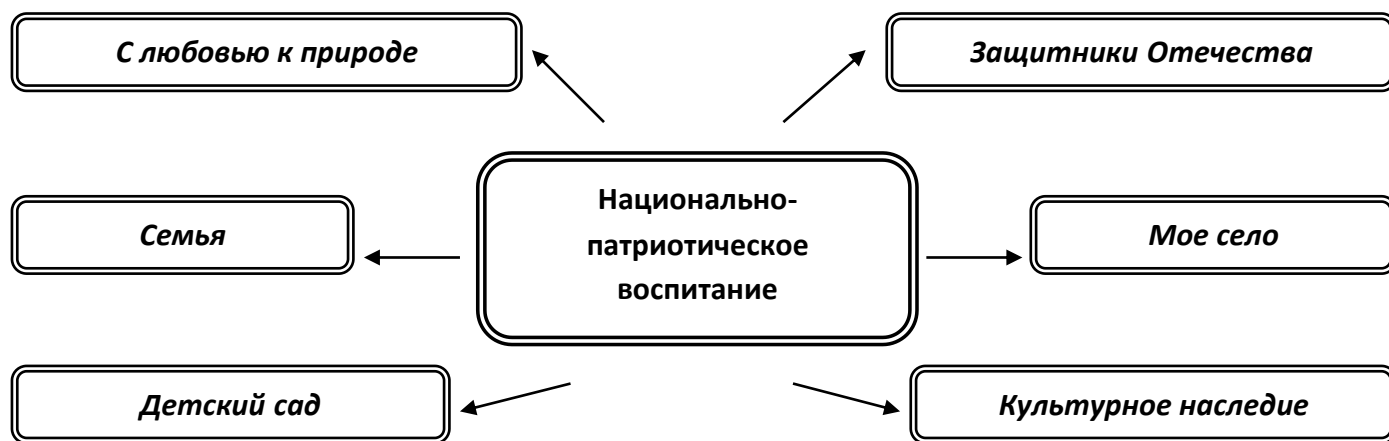 С любовью к природе
Защитники Отечества
Национально-
патриотическое
воспитание
Семья
Мое село
Детский сад
Культурное наследие